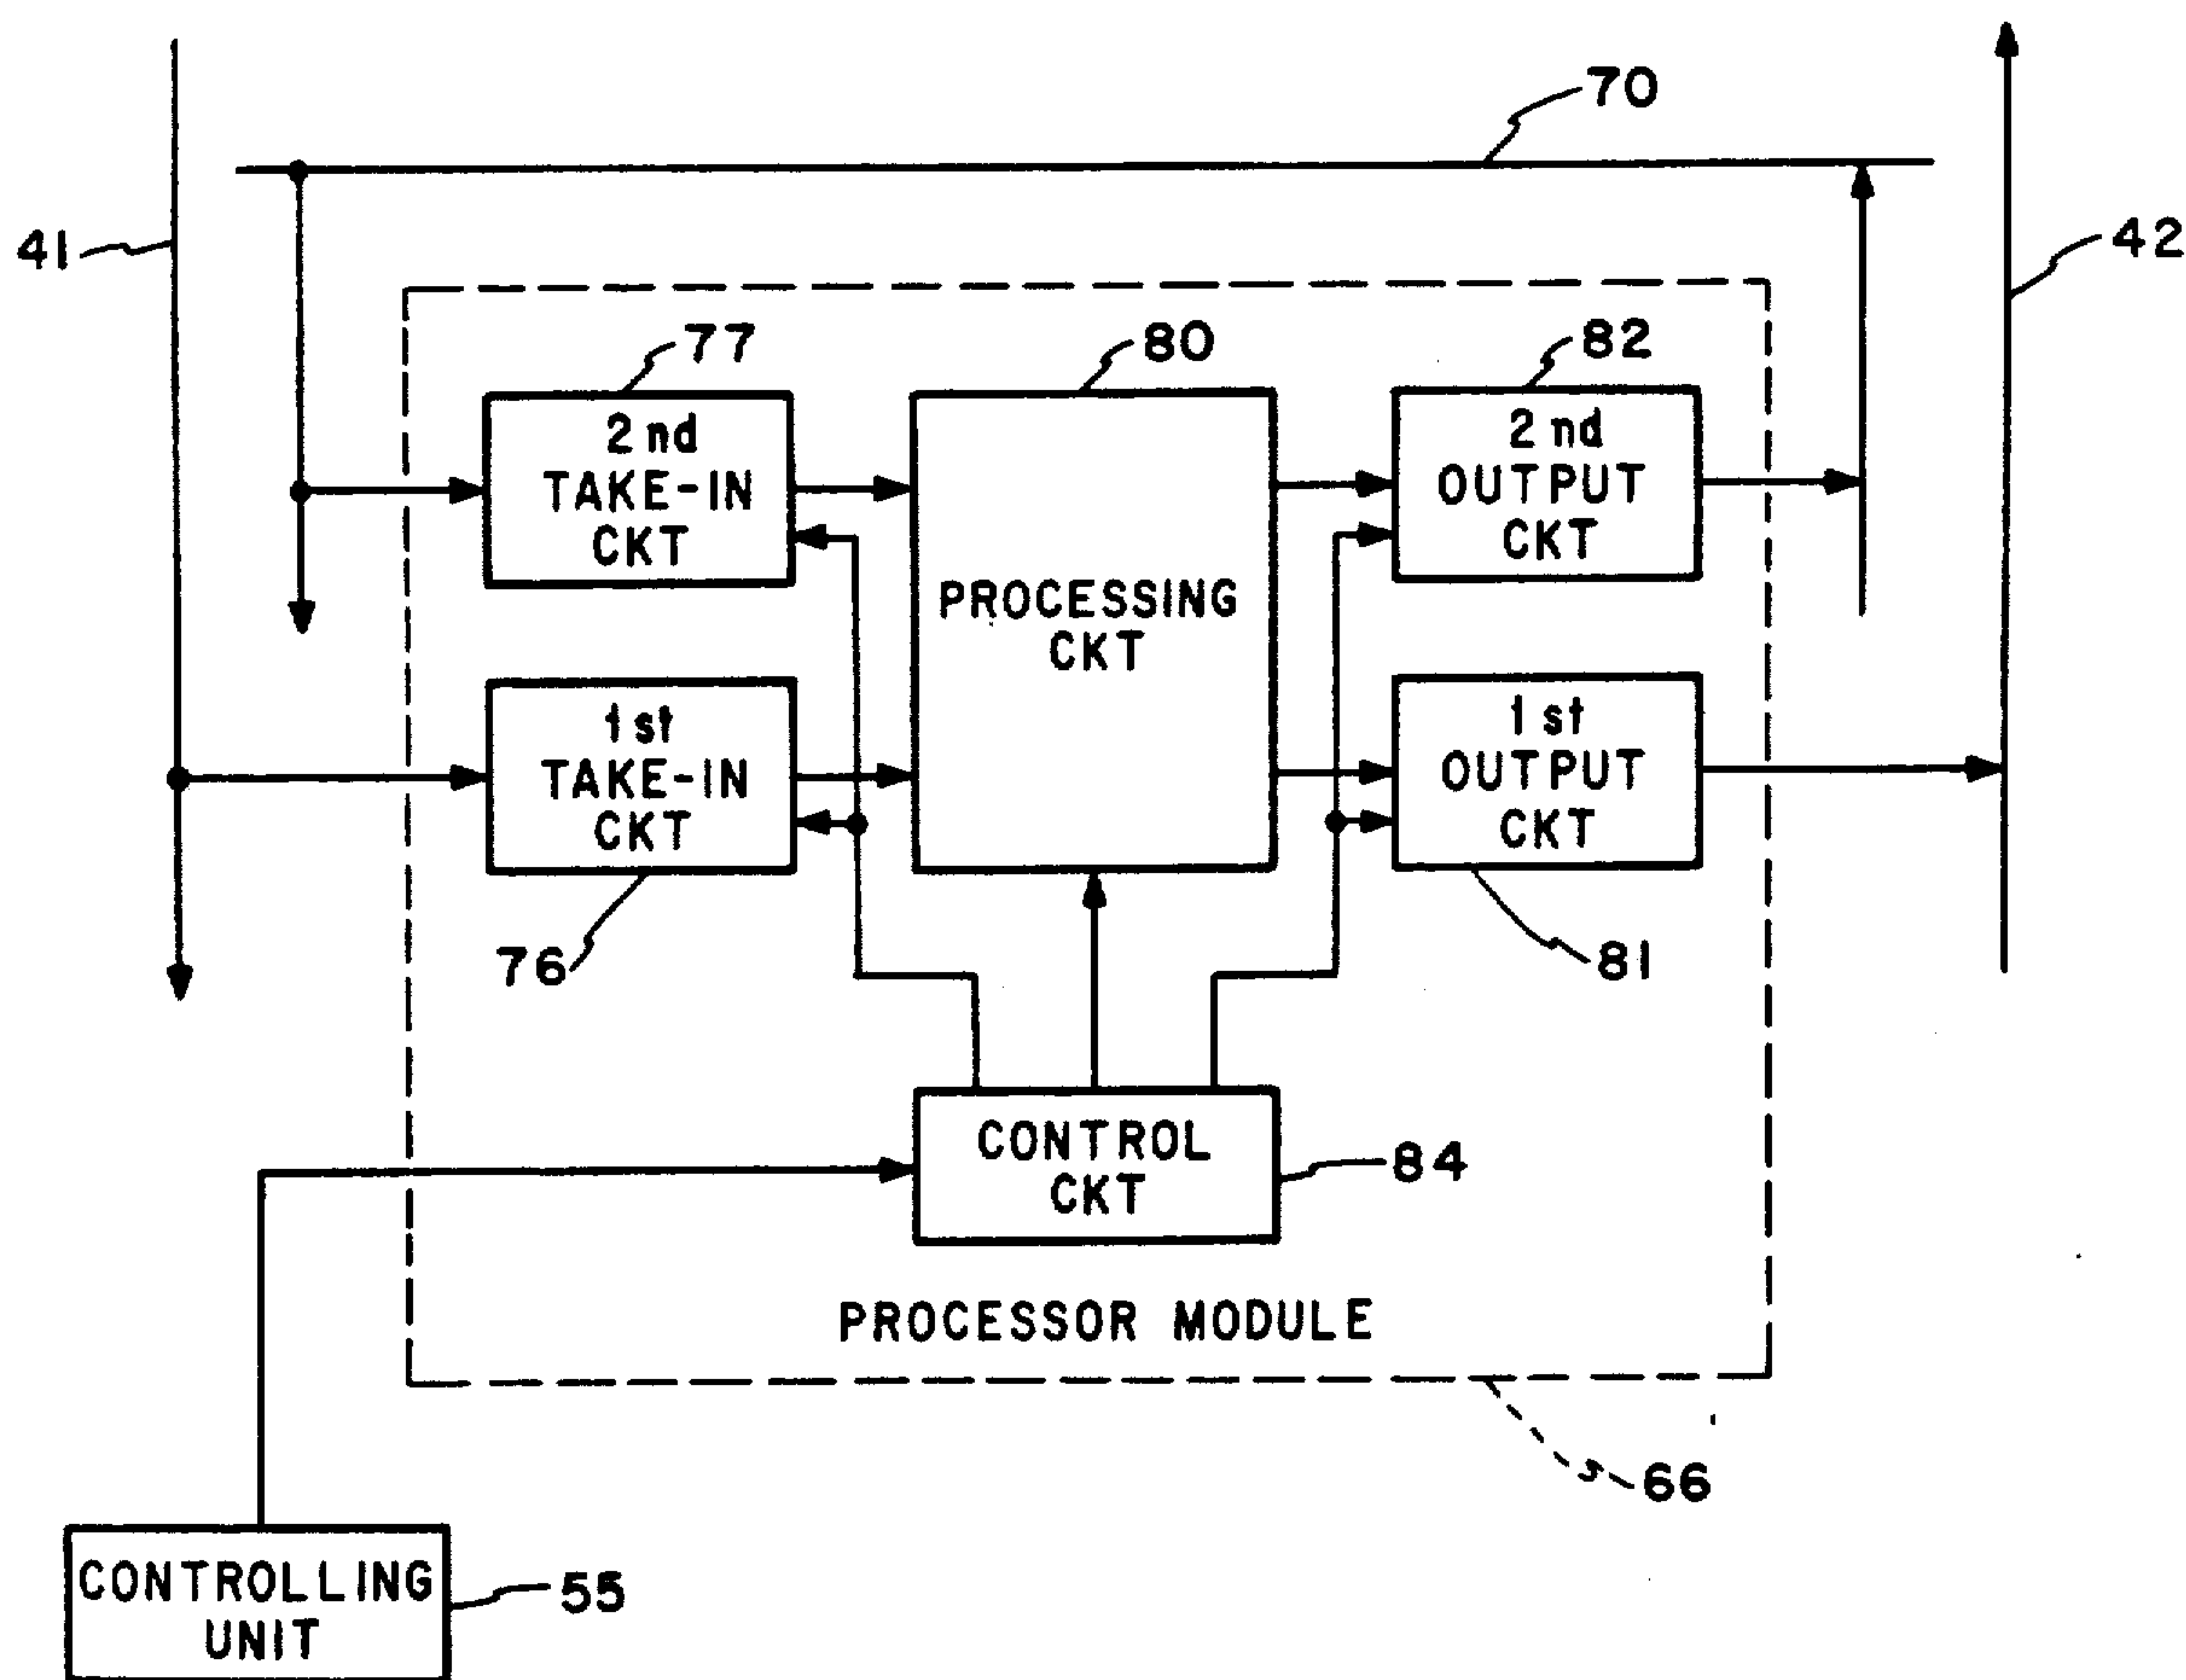 70
41
42
77
80
82
2nd
TAKE-IN
CKT
PROCESSING
CKT
2nd
OUTPUT
CKT
1st
TAKE-IN
CKT
1st
OUTPUT
CKT
76
81
CONTROL
CKT
84
PROCESSOR MODULE
66
CONTROLLING
UNIT
55